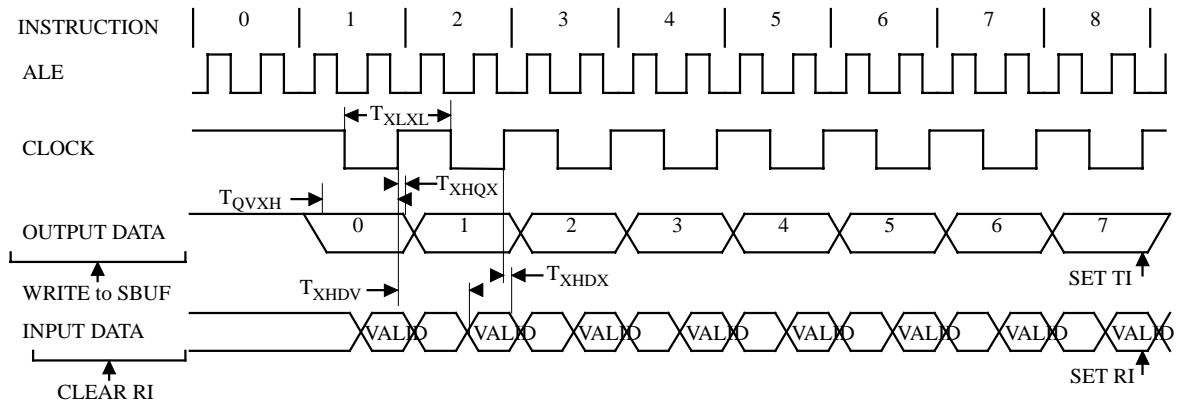 INSTRUCTION 0 1 2 3 4 5 6 7 8
ALE
TXLXL
CLOCK
TXHQX
TQVXH
OUTPUT DATA 0 1 2 3 4 5 6 7
TXHDX
SET TI
TXHDV
WRITE to SBUF
INPUT DATA VALID VALID VALID VALID VALID VALID VALID VALID
SET RI
CLEAR RI